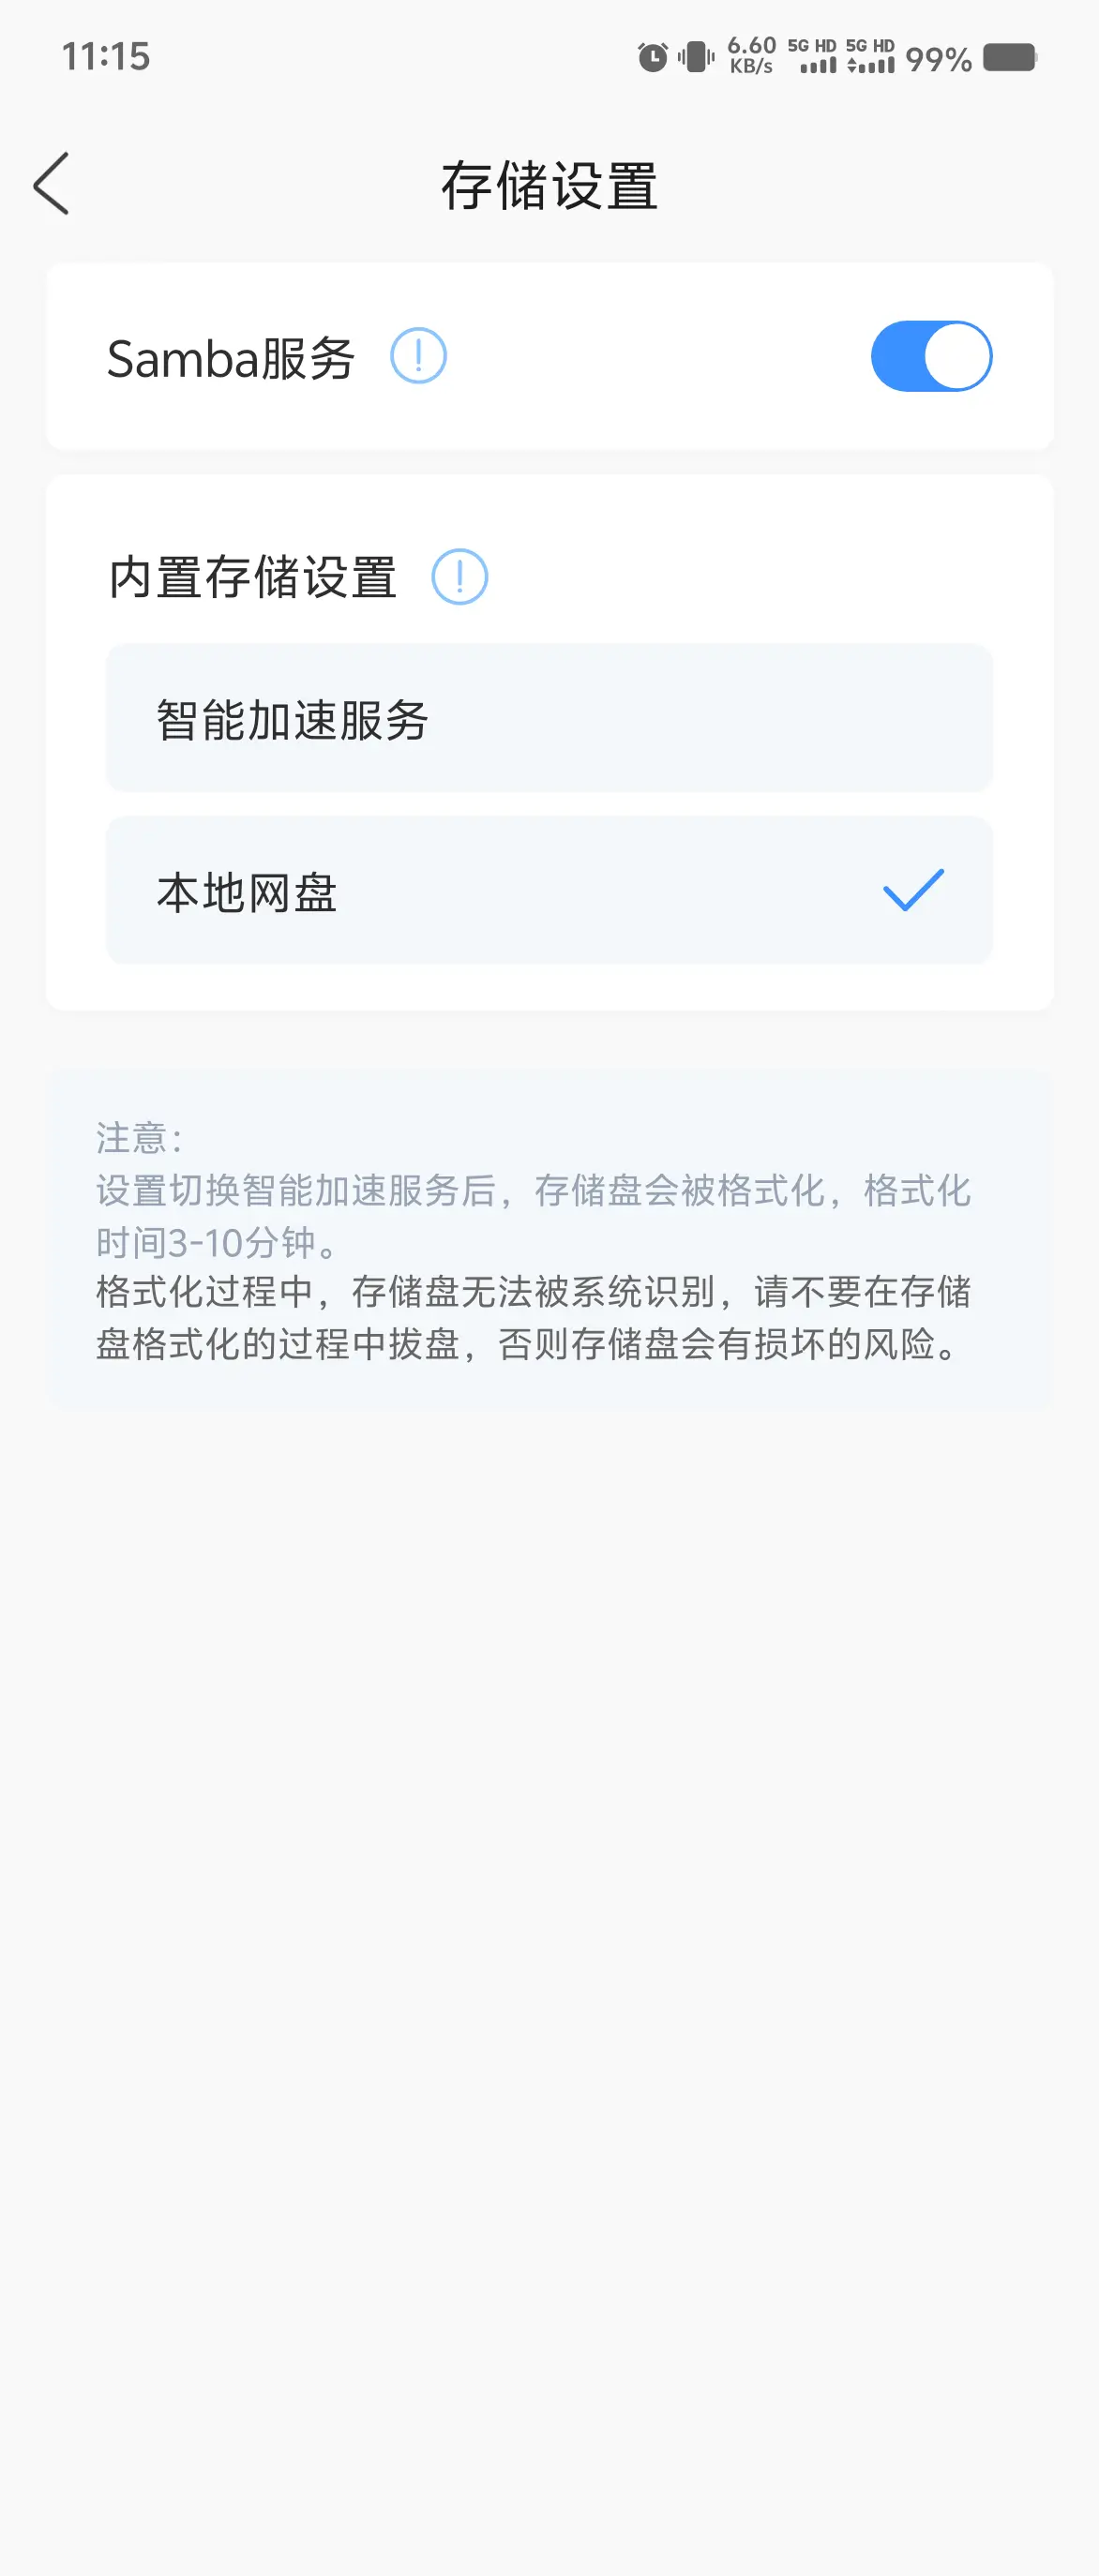 11:15
6.60
KB/s
5G HD 5G HD
99%
存储设置
Samba服务
内置存储设置
智能加速服务
本地网盘
注意：
设置切换智能加速服务后，存储盘会被格式化，格式化
时间3-10分钟。
格式化过程中，存储盘无法被系统识别，请不要在存储
盘格式化的过程中拔盘，否则存储盘会有损坏的风险。